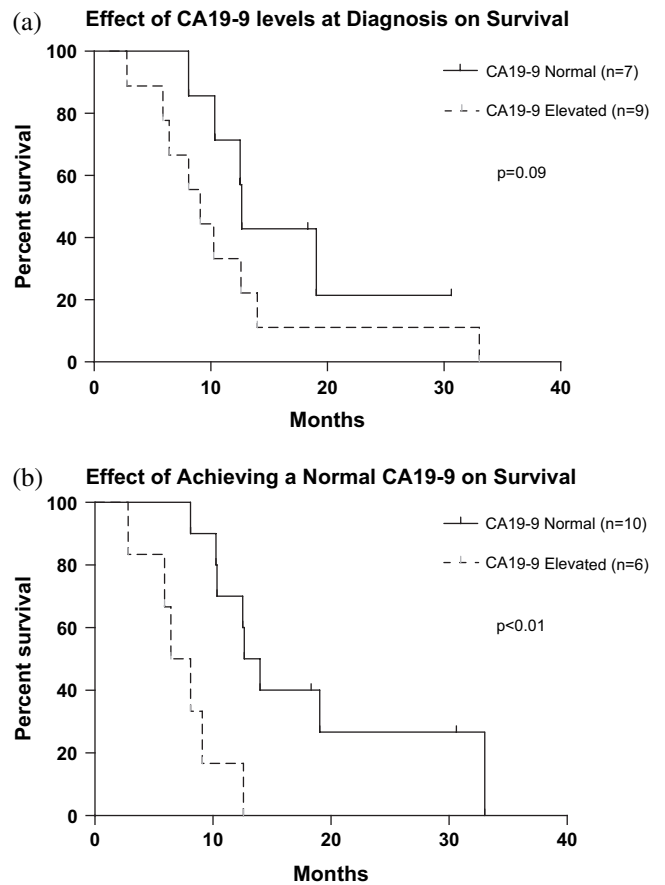 (a) Effect of CA19-9 levels at Diagnosis on Survival
100
80
60
40
20
0
Percent survival
CA19-9 Normal (n=7)
CA19-9 Elevated (n=9)
p=0.09
0 10 20 30 40
Months
(b) Effect of Achieving a Normal CA19-9 on Survival
100
80
60
40
20
0
Percent survival
CA19-9 Normal (n=10)
CA19-9 Elevated (n=6)
p<0.01
0 10 20 30 40
Months